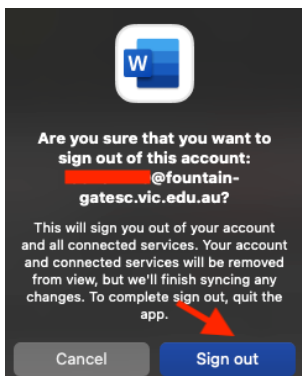 W
Are you sure that you want to
sign out of this account:
@fountain-
gatesc.vic.edu.au?
This will sign you out of your account
and all connected services. Your account
and connected services will be removed
from view, but we'll finish syncing any
changes. To complete sign out, quit the
app.
Cancel
Sign out